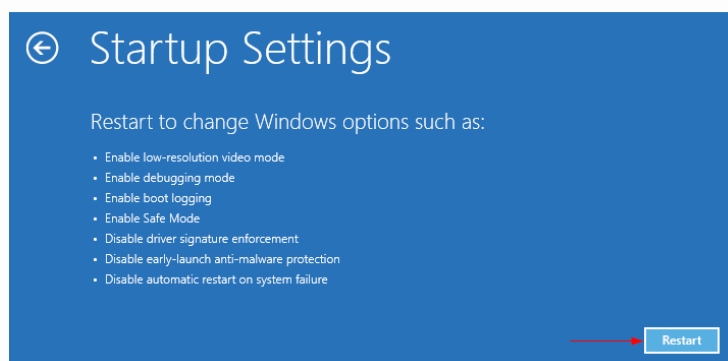 Startup Settings
Restart to change Windows options such as:
• Enable low-resolution video mode
• Enable debugging mode
• Enable boot logging
• Enable Safe Mode
• Disable driver signature enforcement
• Disable early-launch anti-malware protection
• Disable automatic restart on system failure
Restart